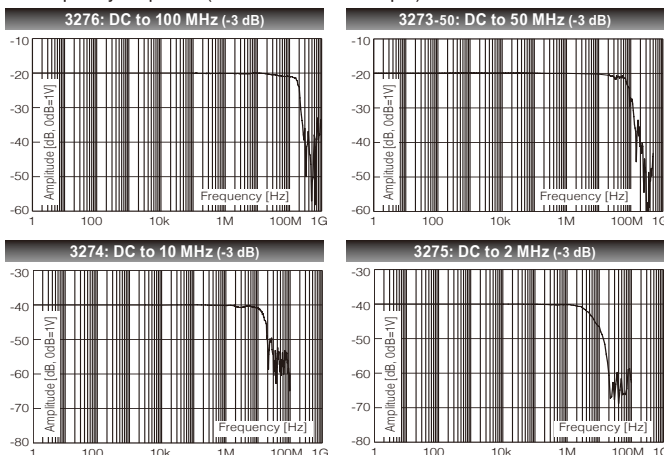 3276: DC to 100 MHz (-3 dB)
-10
-20
-30
-40
-50
-60
Amplitude [dB, 0dB=1V]
Frequency [Hz]
1 100 10k 1M 100M 1G
3273-50: DC to 50 MHz (-3 dB)
-10
-20
-30
-40
-50
-60
Amplitude [dB, 0dB=1V]
Frequency [Hz]
1 100 10k 1M 100M 1G
3274: DC to 10 MHz (-3 dB)
-30
-40
-50
-60
-70
-80
Amplitude [dB, 0dB=1V]
Frequency [Hz]
1 100 10k 1M 100M 1G
3275: DC to 2 MHz (-3 dB)
-30
-40
-50
-60
-70
-80
Amplitude [dB, 0dB=1V]
Frequency [Hz]
1 100 10k 1M 100M 1G